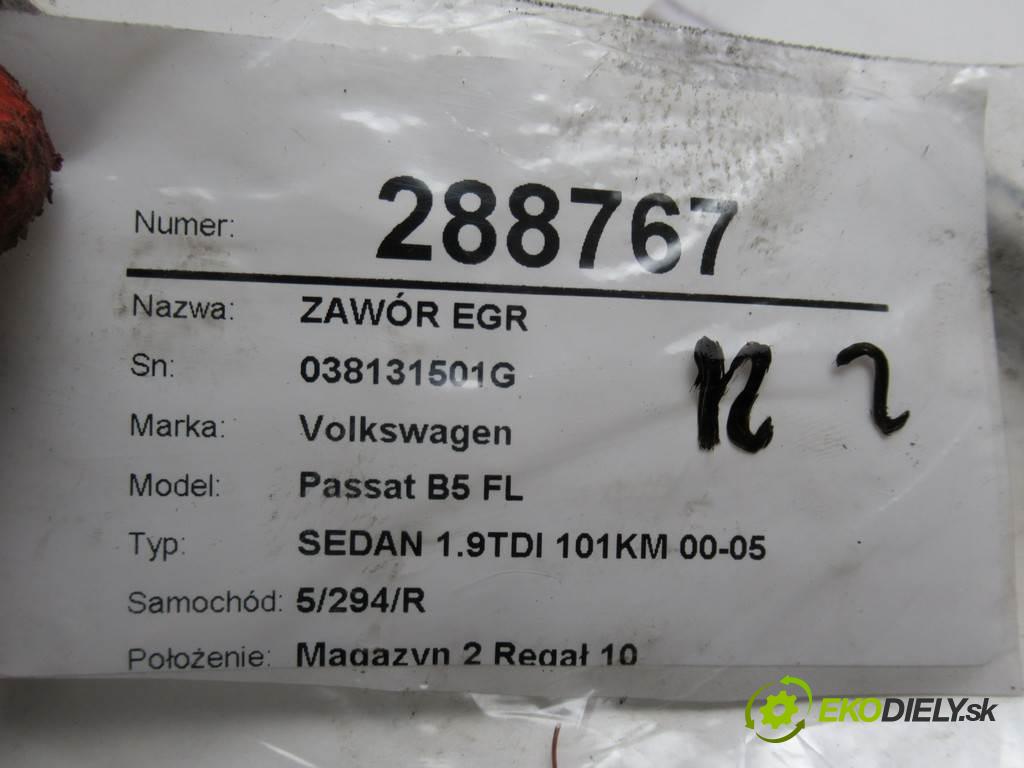 Numer: 288767
Nazwa: ZAWÓR EGR
Sn: 038131501G
Marka: Volkswagen
Model: Passat B5 FL
Typ: SEDAN 1.9TDI 101KM 00-05
Samochód: 5/294/R
Położenie: Magazyn 2 Regał 10
EKODIELY.sk